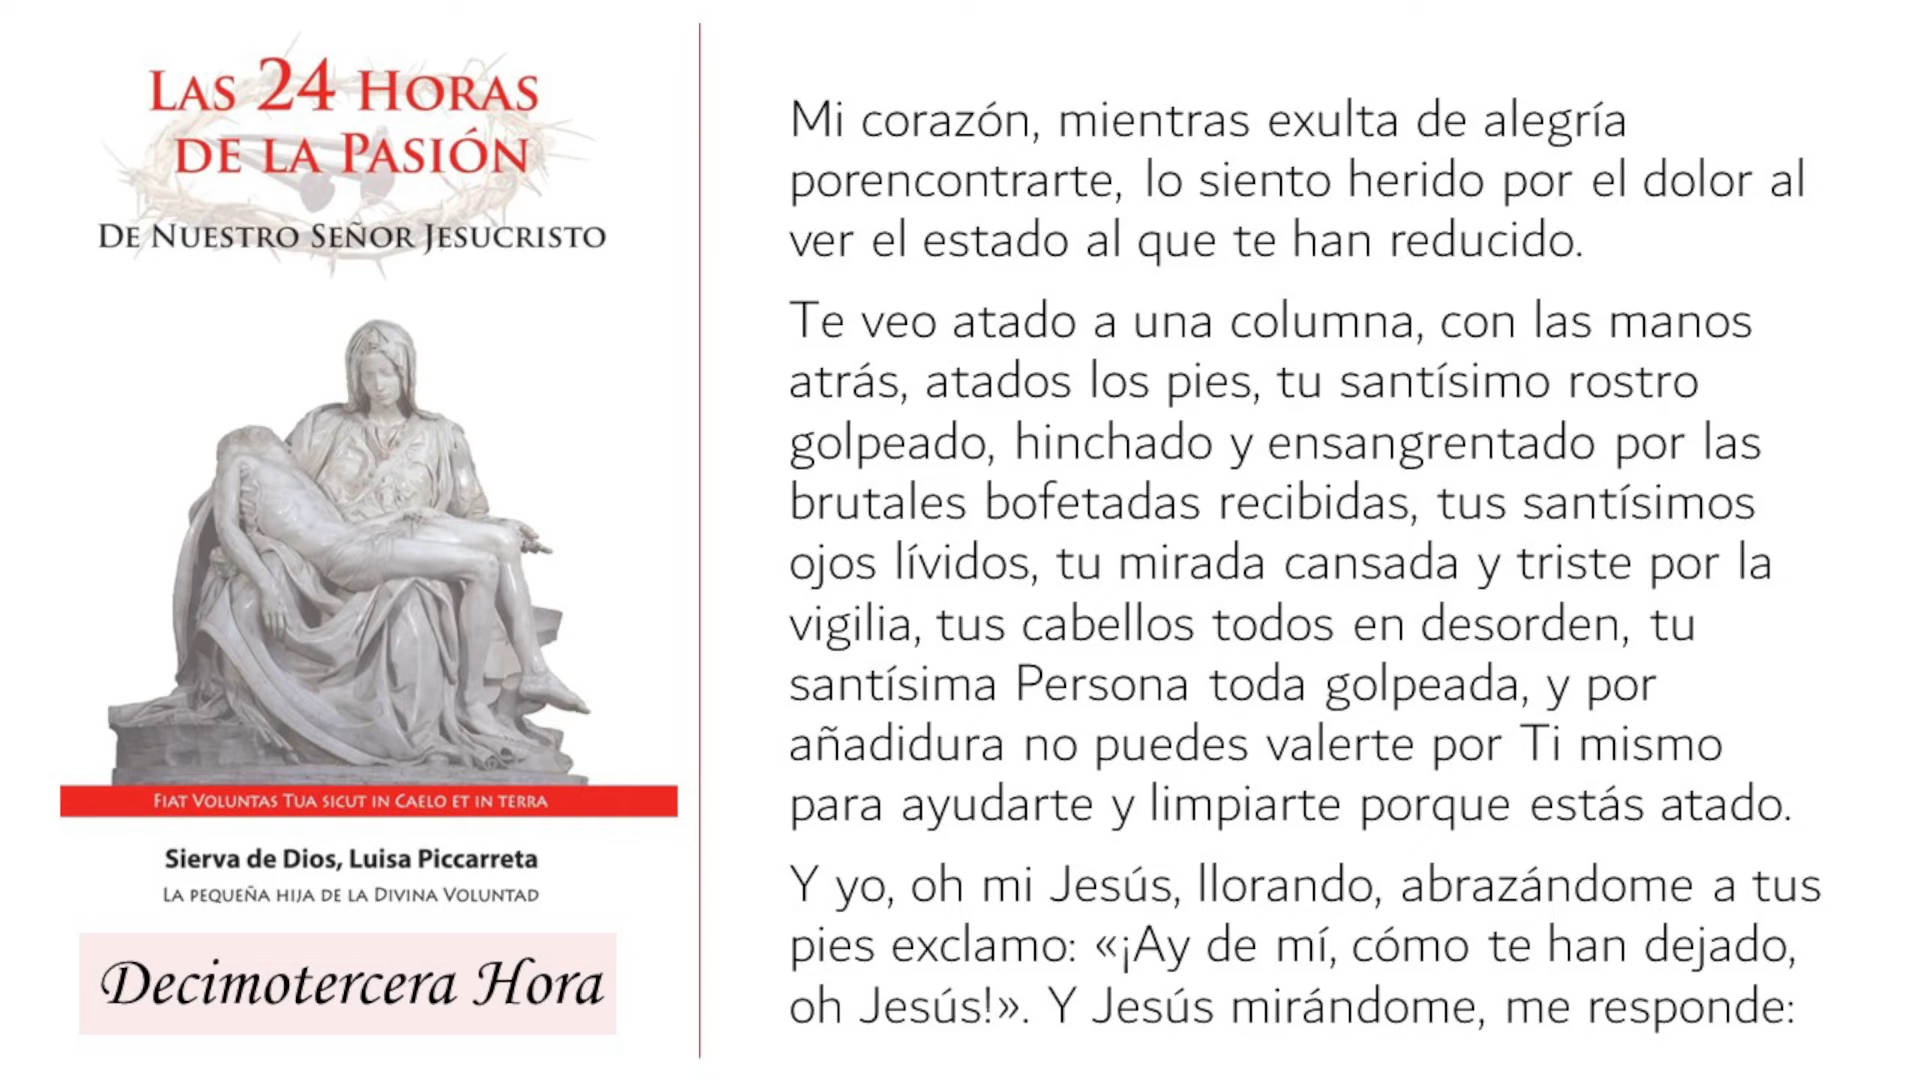 LAS 24 HORAS
DE LA PASIÓN
DE NUESTRO SEÑOR JESUCRISTO
FIAT VOLUNTAS TUA SICUT IN CAELO ET IN TERRA
Sierva de Dios, Luisa Piccarreta
LA PEQUEÑA HIJA DE LA DIVINA VOLUNTAD
Decimotercera Hora
Mi corazón, mientras exulta de alegría
porencontrarte, lo siento herido por el dolor al
ver el estado al que te han reducido.
Te veo atado a una columna, con las manos
atrás, atados los pies, tu santísimo rostro
golpeado, hinchado y ensangrentado por las
brutales bofetadas recibidas, tus santísimos
ojos lívidos, tu mirada cansada y triste por la
vigilia, tus cabellos todos en desorden, tu
santísima Persona toda golpeada, y por
añadidura no puedes valerte por Ti mismo
para ayudarte y limpiarte porque estás atado.
Y yo, oh mi Jesús, llorando, abrazándome a tus
pies exclamo: «¡Ay de mí, cómo te han dejado,
oh Jesús!». Y Jesús mirándome, me responde: